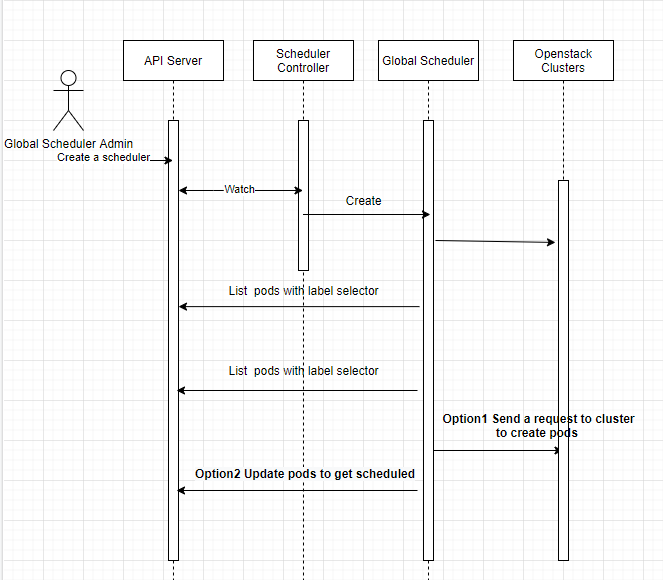 API Server
Scheduler
Controller
Global Scheduler
Openstack
Clusters
Global Scheduler Admin
Create a scheduler
Watch
Create
List  pods with label selector
List  pods with label selector
Option1 Send a request to cluster
to create pods
Option2 Update pods to get scheduled